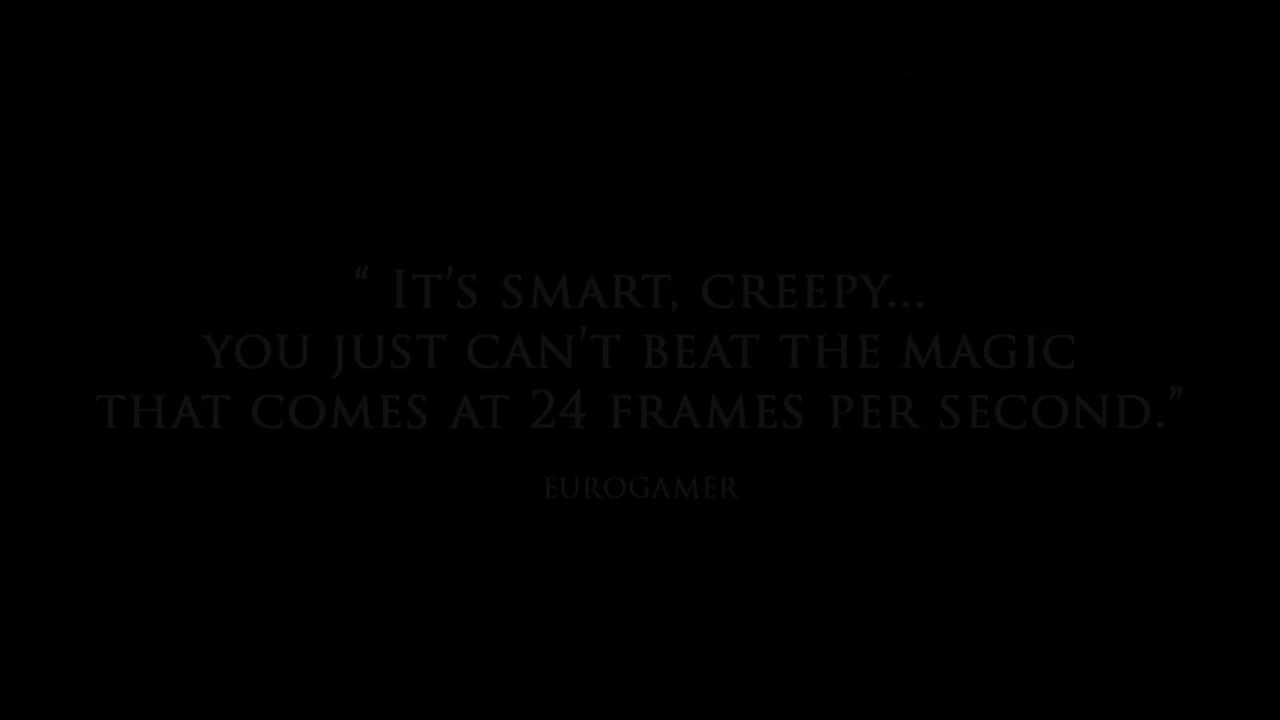 “ It’s smart, creepy...
you just can’t beat the magic
that comes at 24 frames per second.”
eurogamer